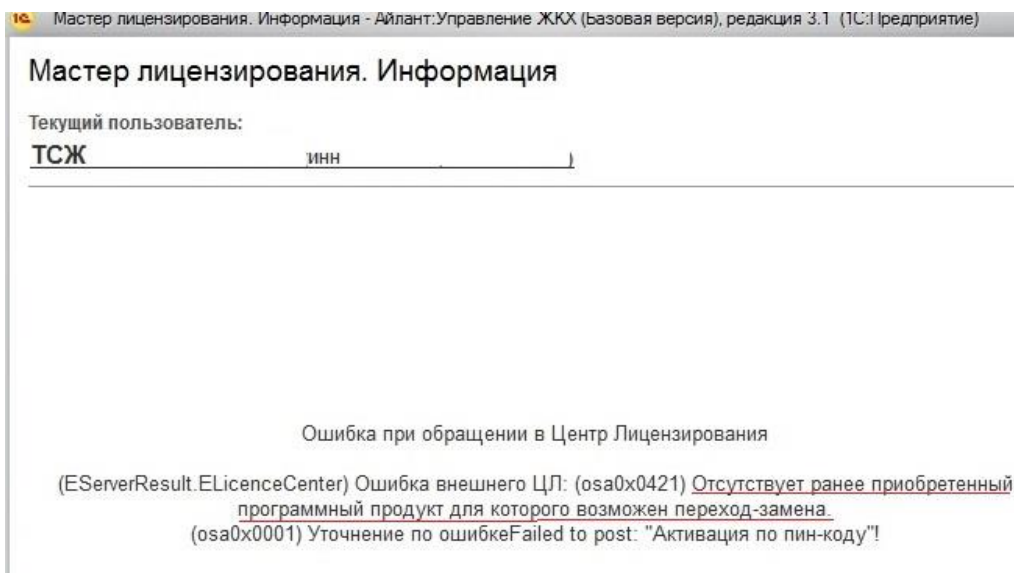 Мастер лицензирования. Информация - Айлант:Управление ЖКХ (Базовая версия), редакция 3.1 (1С:Предприятие)
Мастер лицензирования. Информация
Текущий пользователь:
ТСЖ инн )
Ошибка при обращении в Центр Лицензирования
(EServerResult.ELicenceCenter) Ошибка внешнего ЦЛ: (osa0x0421) Отсутствует ранее приобретенный
программный продукт для которого возможен переход-замена.
(osa0x0001) Уточнение по ошибкеFailed to post: "Активация по пин-коду"!